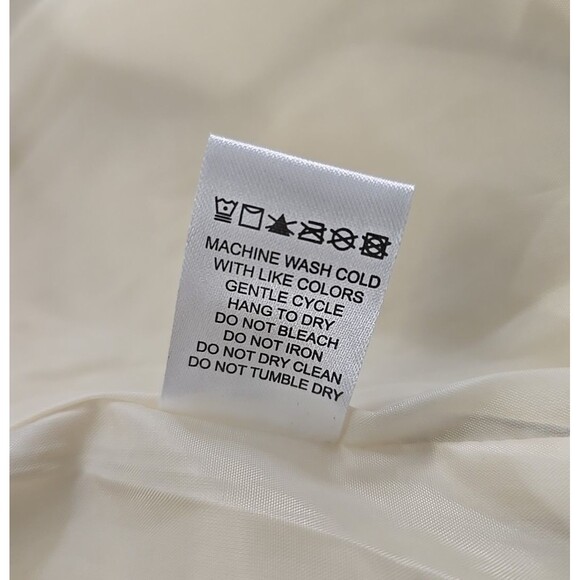 MACHINE WASH COLD
WITH LIKE COLORS
GENTLE CYCLE
HANG TO DRY
DO NOT BLEACH
DO NOT IRON
DO NOT DRY CLEAN
DO NOT TUMBLE DRY